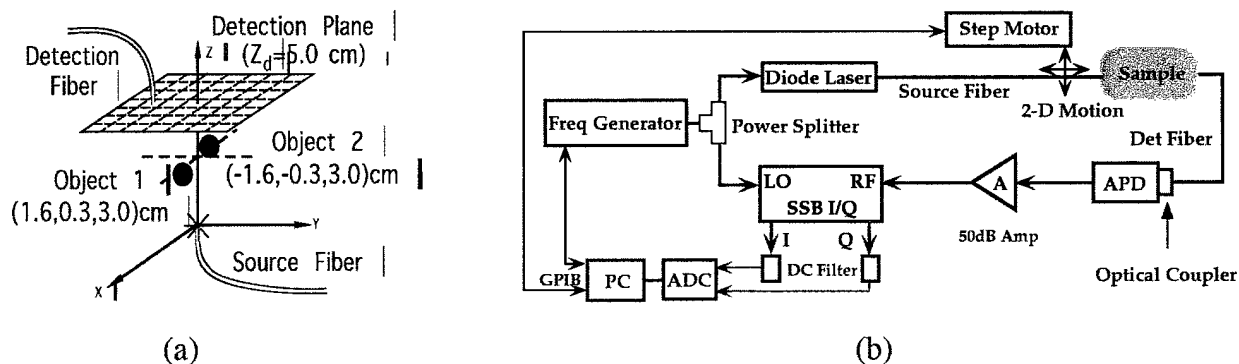 Detection Plane
(Zd=5.0 cm)
Detection
Fiber
Z
Object 2
(-1.6,-0.3,3.0)cm
Object 1
(1.6,0.3,3.0)cm
Y
Source Fiber
X
(a)
Step Motor
Diode Laser
Source Fiber
Sample
2-D Motion
Freq Generator
Power Splitter
Det Fiber
LO RF
SSB I/Q
A
APD
50dB Amp
I Q
DC Filter
Optical Coupler
GPIB
PC
ADC
(b)